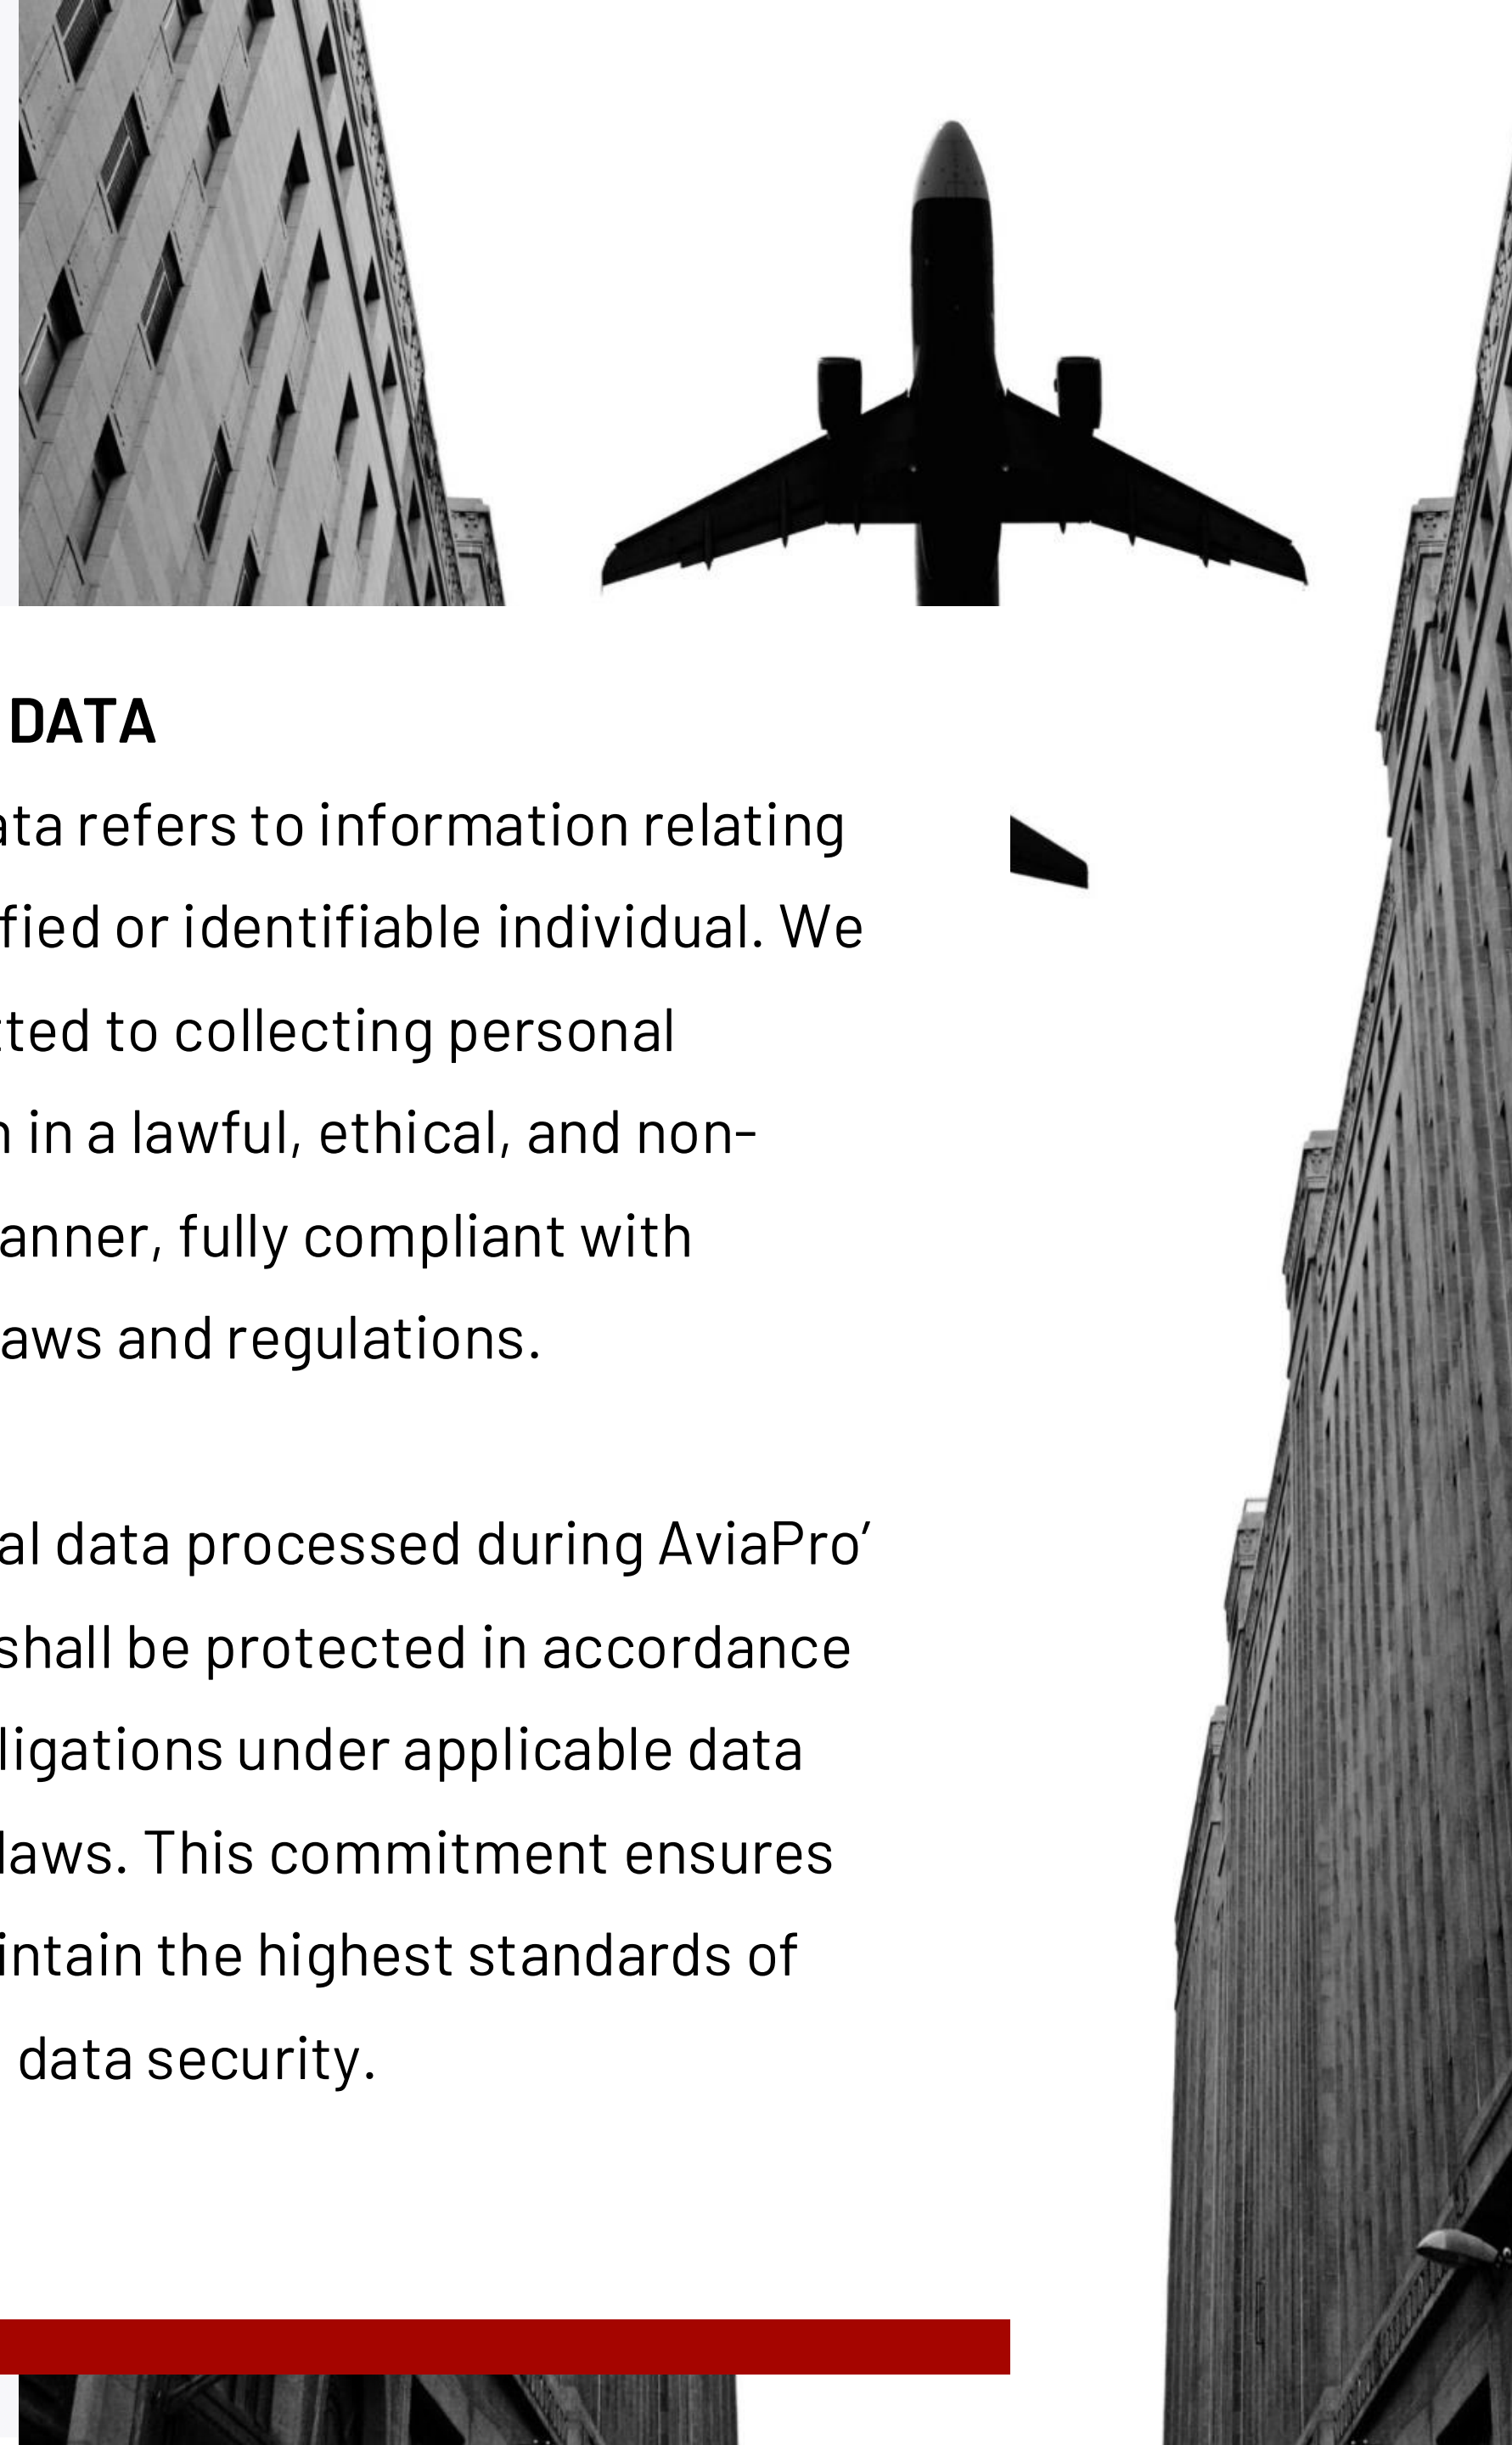 DATA
ata refers to information relating
fied or identifiable individual. We
tted to collecting personal
n in a lawful, ethical, and non-
anner, fully compliant with
aws and regulations.
al data processed during AviaPro’
shall be protected in accordance
ligations under applicable data
laws. This commitment ensures
intain the highest standards of
data security.